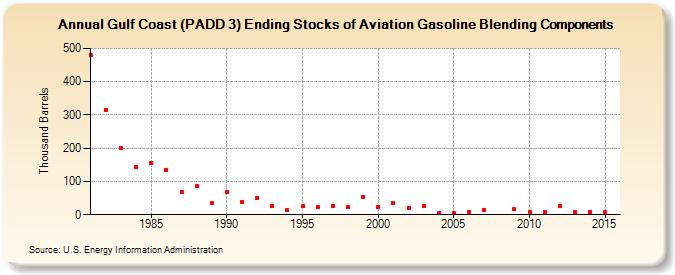 Annual Gulf Coast (PADD 3) Ending Stocks of Aviation Gasoline Blending Components
Thousand Barrels
500
400
300
200
100
0
1985 1990 1995 2000 2005 2010 2015
Source: U.S. Energy Information Administration